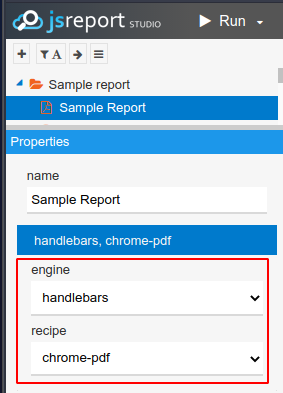 jsreport STUDIO
Run
A
Sample report
Sample Report
Properties
name
Sample Report
handlebars, chrome-pdf
engine
handlebars
recipe
chrome-pdf